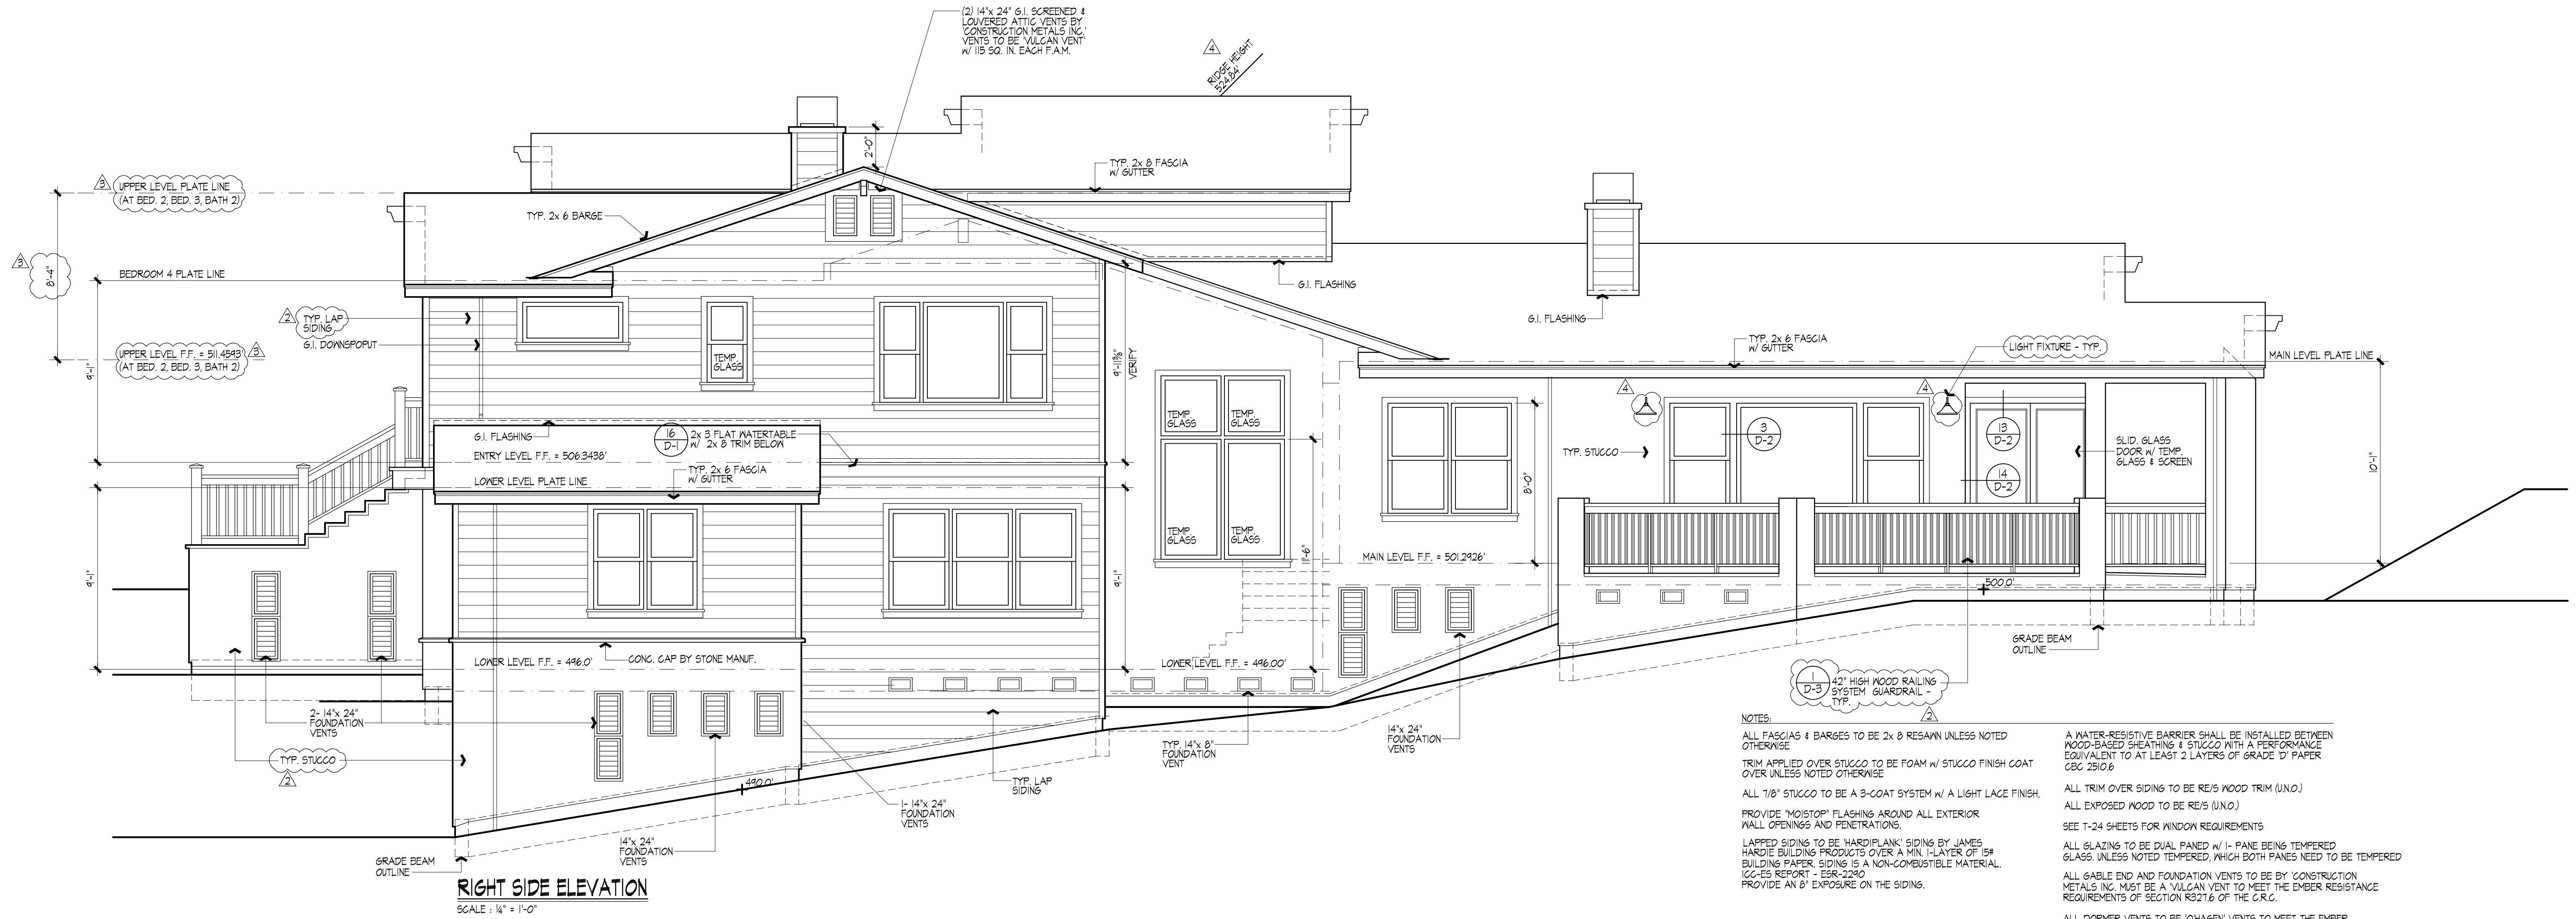 (2) 14"x 24" G.I. SCREENED &
LOUVERED ATTIC VENTS BY
'CONSTRUCTION METALS INC.'
VENTS TO BE 'VULCAN VENT'
W/ 115 SQ. IN. EACH F.A.M.
4
RIDGE HEIGHT
524.84'
2'-0"
TYP. 2x 8 FASCIA
W/ GUTTER
3
UPPER LEVEL PLATE LINE
(AT BED. 2, BED. 3, BATH 2)
TYP. 2x 6 BARGE
3
8'-4"
BEDROOM 4 PLATE LINE
G.I. FLASHING
G.I. FLASHING
2
TYP. LAP
SIDING
G.I. DOWNSPOPUT
UPPER LEVEL F.F. = 511.4593'
(AT BED. 2, BED. 3, BATH 2)
3
9'-1"
TEMP.
GLASS
9'-11⅜"
VERIFY
TYP. 2x 6 FASCIA
W/ GUTTER
LIGHT FIXTURE - TYP.
MAIN LEVEL PLATE LINE
4
4
TEMP.
GLASS
TEMP.
GLASS
G.I. FLASHING
16
D-1
2x 3 FLAT WATERTABLE
W/ 2x 8 TRIM BELOW
ENTRY LEVEL F.F. = 506.3438'
TYP. 2x 6 FASCIA
W/ GUTTER
LOWER LEVEL PLATE LINE
TYP. STUCCO
3
D-2
13
D-2
14
D-2
SLID. GLASS
DOOR W/ TEMP.
GLASS & SCREEN
10'-1"
8'-0"
TEMP.
GLASS
TEMP.
GLASS
11'-6"
MAIN LEVEL F.F. = 501.2926'
9'-1"
9'-1"
500.0'
LOWER LEVEL F.F. = 496.0'
CONC. CAP BY STONE MANUF.
LOWER LEVEL F.F. = 496.00'
GRADE BEAM
OUTLINE
1
D-3
42" HIGH WOOD RAILING
SYSTEM GUARDRAIL -
TYP.
2
2- 14"x 24"
FOUNDATION
VENTS
TYP. STUCCO
2
490.0'
TYP. LAP
SIDING
TYP. 14"x 8"
FOUNDATION
VENT
14"x 24"
FOUNDATION
VENTS
1- 14"x 24"
FOUNDATION
VENTS
14"x 24"
FOUNDATION
VENTS
GRADE BEAM
OUTLINE
RIGHT SIDE ELEVATION
SCALE : ¼" = 1'-0"
NOTES:
ALL FASCIAS & BARGES TO BE 2x 8 RESAWN UNLESS NOTED
OTHERWISE
TRIM APPLIED OVER STUCCO TO BE FOAM W/ STUCCO FINISH COAT
OVER UNLESS NOTED OTHERWISE
ALL 7/8" STUCCO TO BE A 3-COAT SYSTEM W/ A LIGHT LACE FINISH.
PROVIDE "MOISTOP" FLASHING AROUND ALL EXTERIOR
WALL OPENINGS AND PENETRATIONS.
LAPPED SIDING TO BE 'HARDIPLANK' SIDING BY JAMES
HARDIE BUILDING PRODUCTS OVER A MIN. 1-LAYER OF 15#
BUILDING PAPER. SIDING IS A NON-COMBUSTIBLE MATERIAL.
ICC-ES REPORT - ESR-2290
PROVIDE AN 8" EXPOSURE ON THE SIDING.
A WATER-RESISTIVE BARRIER SHALL BE INSTALLED BETWEEN
WOOD-BASED SHEATHING & STUCCO WITH A PERFORMANCE
EQUIVALENT TO AT LEAST 2 LAYERS OF GRADE 'D' PAPER
CBC 2510.6
ALL TRIM OVER SIDING TO BE RE/S WOOD TRIM (U.N.O.)
ALL EXPOSED WOOD TO BE RE/S (U.N.O.)
SEE T-24 SHEETS FOR WINDOW REQUIREMENTS
ALL GLAZING TO BE DUAL PANED W/ 1- PANE BEING TEMPERED
GLASS. UNLESS NOTED TEMPERED, WHICH BOTH PANES NEED TO BE TEMPERED
ALL GABLE END AND FOUNDATION VENTS TO BE BY 'CONSTRUCTION
METALS INC. MUST BE A 'VULCAN VENT TO MEET THE EMBER RESISTANCE
REQUIREMENTS OF SECTION R327.6 OF THE C.R.C.
ALL DORMER VENTS TO BE 'O'HAGEN' VENTS TO MEET THE EMBER